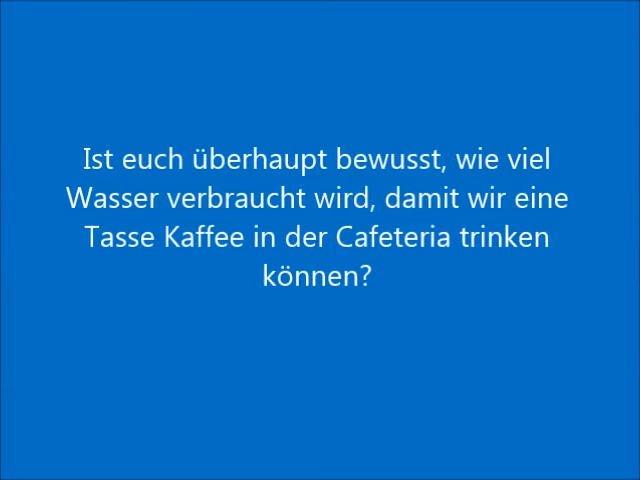 Ist euch überhaupt bewusst, wie viel
Wasser verbraucht wird, damit wir eine
Tasse Kaffee in der Cafeteria trinken
können?